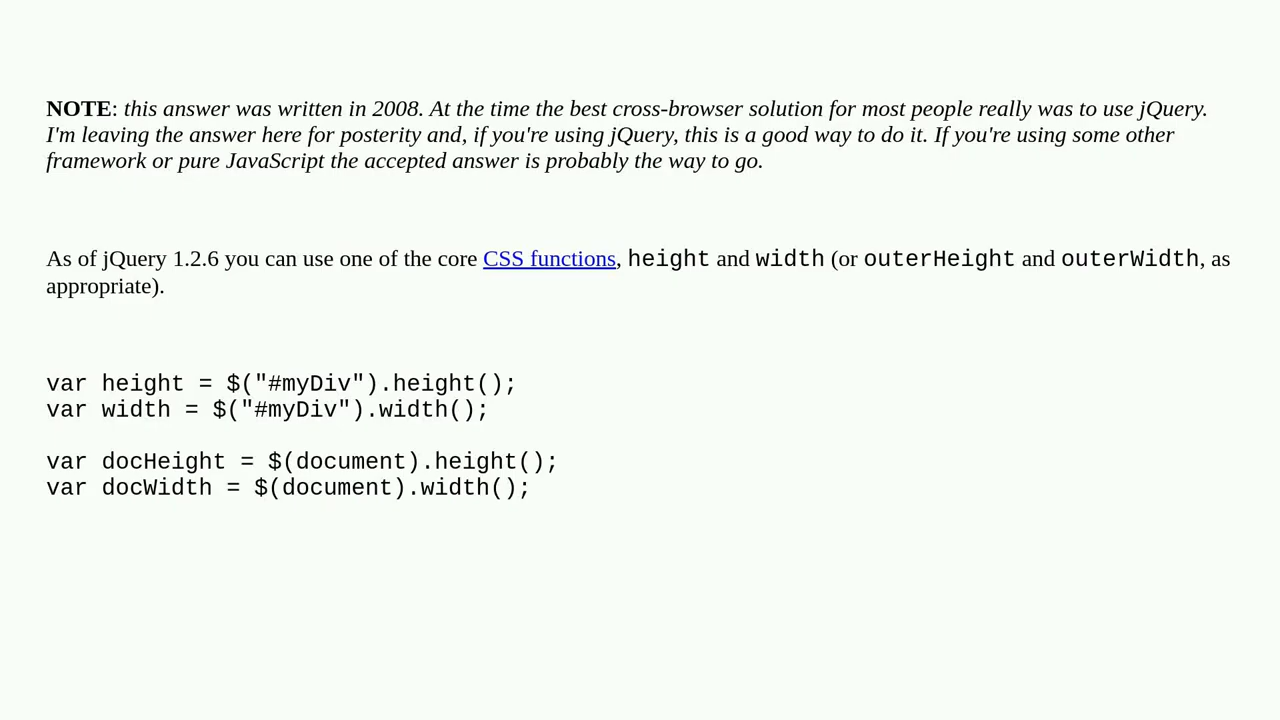 NOTE: this answer was written in 2008. At the time the best cross-browser solution for most people really was to use jQuery.
I'm leaving the answer here for posterity and, if you're using jQuery, this is a good way to do it. If you're using some other
framework or pure JavaScript the accepted answer is probably the way to go.
As of jQuery 1.2.6 you can use one of the core CSS functions, height and width (or outerHeight and outerWidth, as
appropriate).
var height = $("#myDiv").height();
var width = $("#myDiv").width();
var docHeight = $(document).height();
var docWidth = $(document).width();